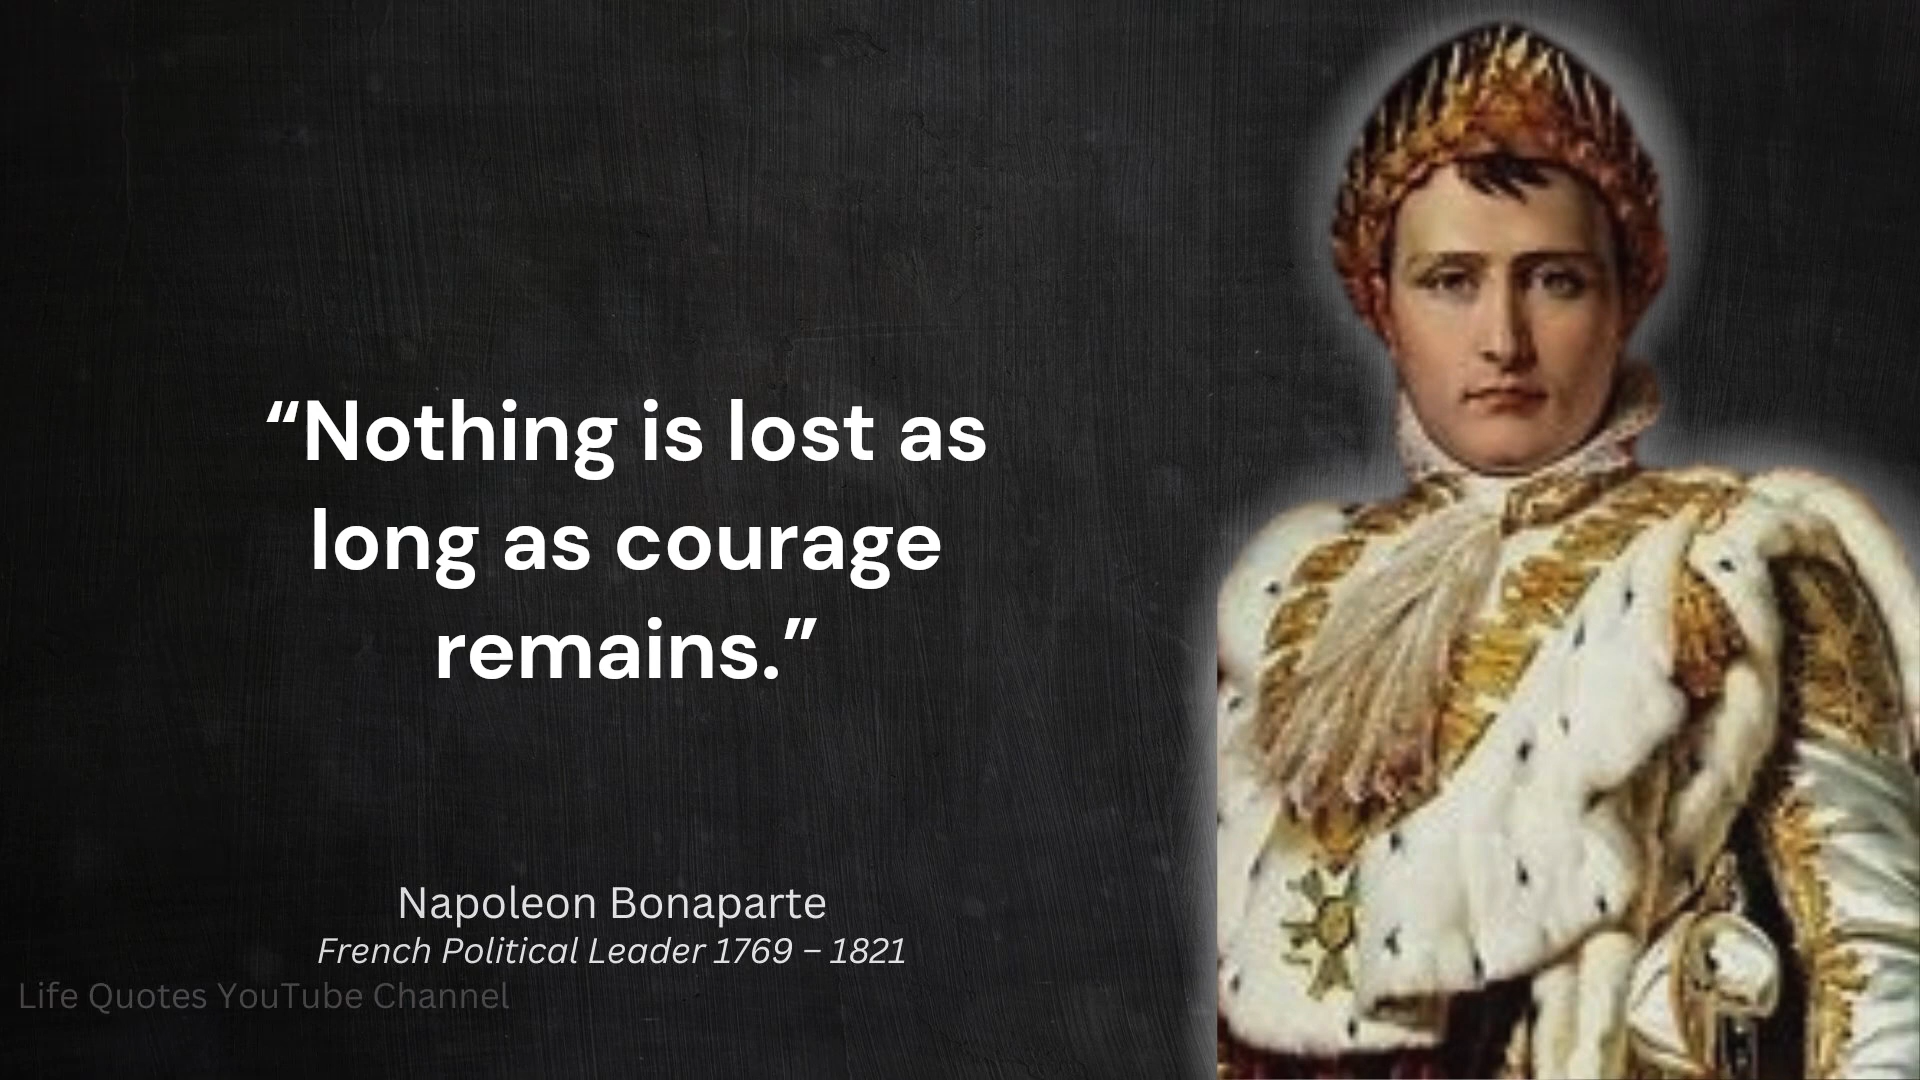 “Nothing is lost as
long as courage
remains.”
Napoleon Bonaparte
French Political Leader 1769 – 1821
Life Quotes YouTube Channel